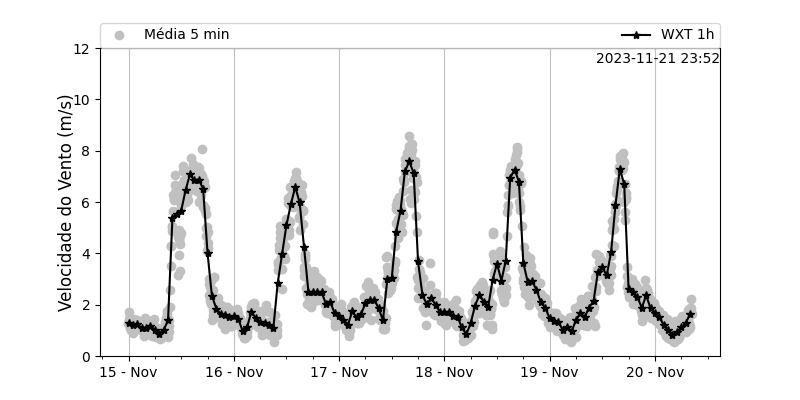 Média 5 min
WXT 1h
2023-11-21 23:52
Velocidade do Vento (m/s)
12
10
8
6
4
2
0
15 - Nov
16 - Nov
17 - Nov
18 - Nov
19 - Nov
20 - Nov